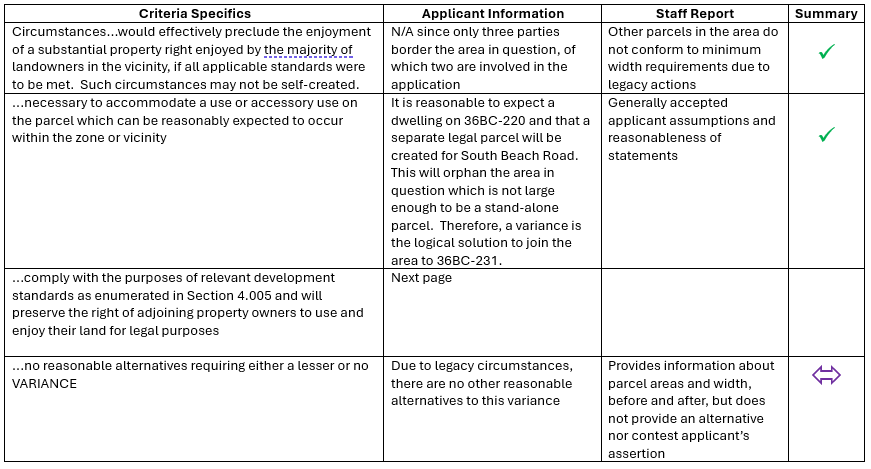 Criteria Specifics
Applicant Information
Staff Report
Summary
Circumstances…would effectively preclude the enjoyment
of a substantial property right enjoyed by the majority of
landowners in the vicinity, if all applicable standards were
to be met.  Such circumstances may not be self-created.
N/A since only three parties
border the area in question, of
which two are involved in the
application
Other parcels in the area do
not conform to minimum
width requirements due to
legacy actions
✓
…necessary to accommodate a use or accessory use on
the parcel which can be reasonably expected to occur
within the zone or vicinity
It is reasonable to expect a
dwelling on 36BC-220 and that a
separate legal parcel will be
created for South Beach Road.
This will orphan the area in
question which is not large
enough to be a stand-alone
parcel.  Therefore, a variance is
the logical solution to join the
area to 36BC-231.
Generally accepted
applicant assumptions and
reasonableness of
statements
✓
…comply with the purposes of relevant development
standards as enumerated in Section 4.005 and will
preserve the right of adjoining property owners to use and
enjoy their land for legal purposes
Next page
…no reasonable alternatives requiring either a lesser or no
VARIANCE
Due to legacy circumstances,
there are no other reasonable
alternatives to this variance
Provides information about
parcel areas and width,
before and after, but does
not provide an alternative
nor contest applicant's
assertion